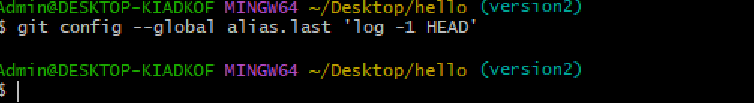 Admin@DESKTOP-KIADKOF MINGW64 ~/Desktop/hello (version2)
$ git config --global alias.last 'log -1 HEAD'
Admin@DESKTOP-KIADKOF MINGW64 ~/Desktop/hello (version2)
$